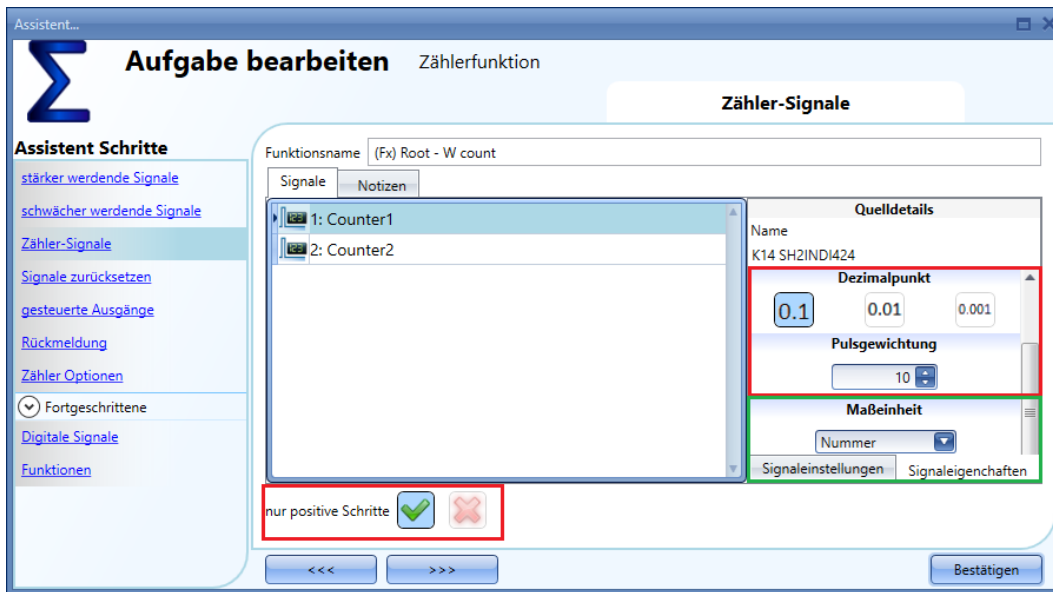 Assistent...
Aufgabe bearbeiten Zählerfunktion
Zähler-Signale
Assistent Schritte
stärker werdende Signale
schwächer werdende Signale
Zähler-Signale
Signale zurücksetzen
gesteuerte Ausgänge
Rückmeldung
Zähler Optionen
Fortgeschrittene
Digitale Signale
Funktionen
Funktionsname (Fx) Root - W count
Signale Notizen
123 1: Counter1
123 2: Counter2
Quelldetails
Name
K14 SH2INDI424
Dezimalpunkt
0.1 0.01 0.001
Pulsgewichtung
10
Maßeinheit
Nummer
Signaleinstellungen Signaleigenschaften
nur positive Schritte
<<< >>> Bestätigen